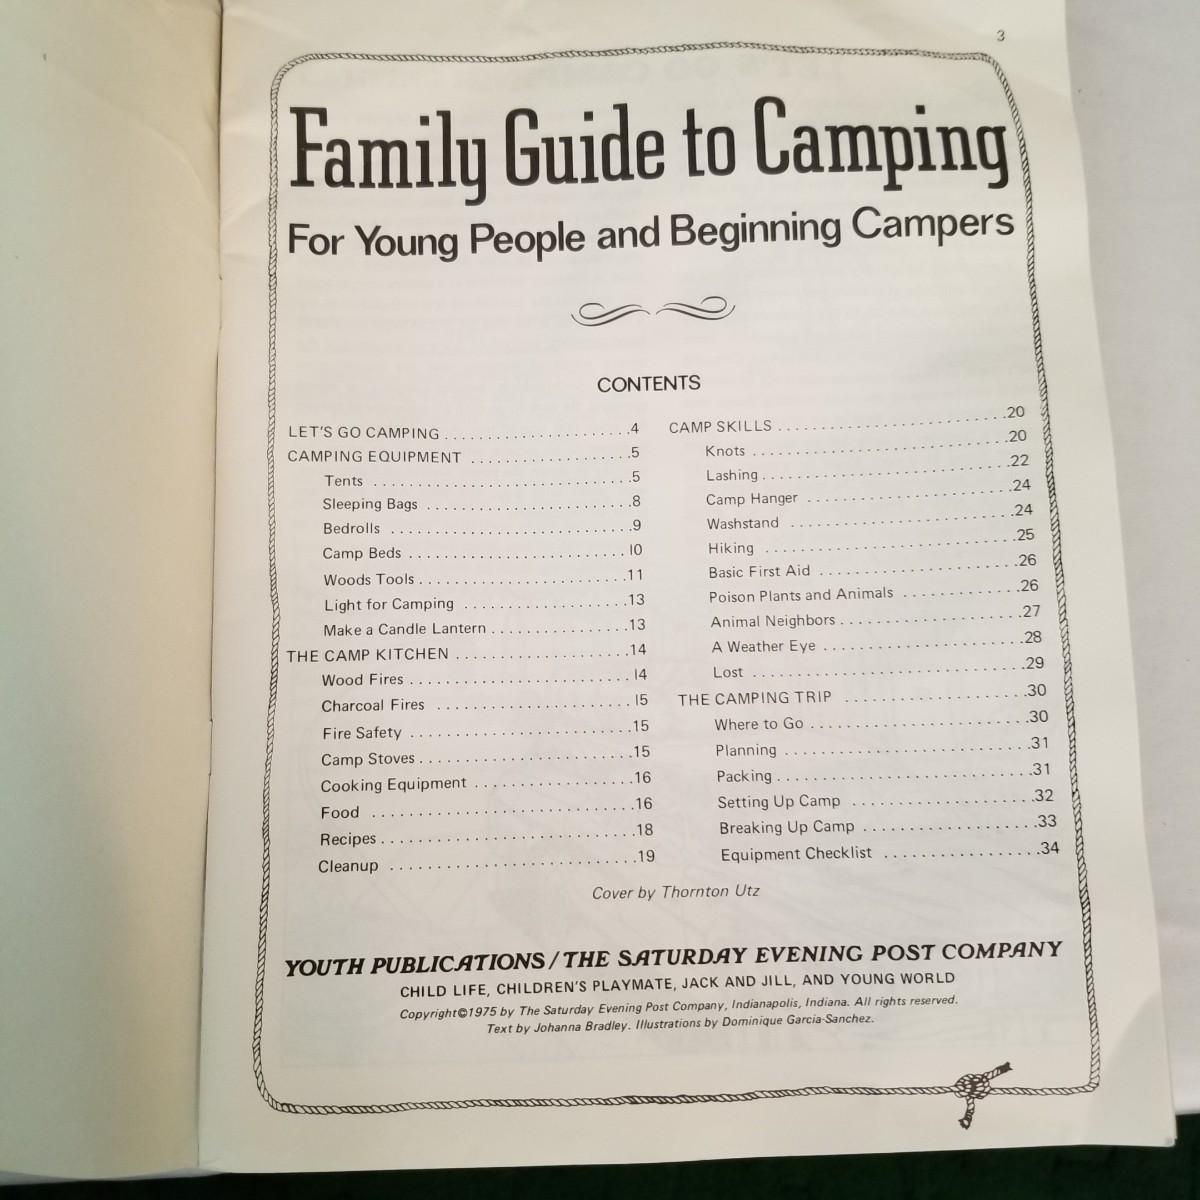 3
Family Guide to Camping
For Young People and Beginning Campers
CONTENTS
LET'S GO CAMPING.....................4
CAMPING EQUIPMENT ..................5
Tents ..............................5
Sleeping Bags .......................8
Bedrolls ...........................9
Camp Beds ........................10
Woods Tools.......................11
Light for Camping ..................13
Make a Candle Lantern...............13
THE CAMP KITCHEN...................14
Wood Fires........................14
Charcoal Fires .....................15
Fire Safety ........................15
Camp Stoves.......................15
Cooking Equipment .................16
Food ............................16
Recipes...........................18
Cleanup ..........................19
CAMP SKILLS.........................20
Knots ............................20
Lashing...........................22
Camp Hanger ......................24
Washstand ........................24
Hiking ...........................25
Basic First Aid .....................26
Poison Plants and Animals ............26
Animal Neighbors...................27
A Weather Eye .....................28
Lost .............................29
THE CAMPING TRIP ...................30
Where to Go.......................30
Planning ..........................31
Packing...........................31
Setting Up Camp ...................32
Breaking Up Camp ..................33
Equipment Checklist ................34
Cover by Thornton Utz
YOUTH PUBLICATIONS/THE SATURDAY EVENING POST COMPANY
CHILD LIFE, CHILDREN'S PLAYMATE, JACK AND JILL, AND YOUNG WORLD
Copyright©1975 by The Saturday Evening Post Company, Indianapolis, Indiana. All rights reserved.
Text by Johanna Bradley. Illustrations by Dominique Garcia-Sanchez.